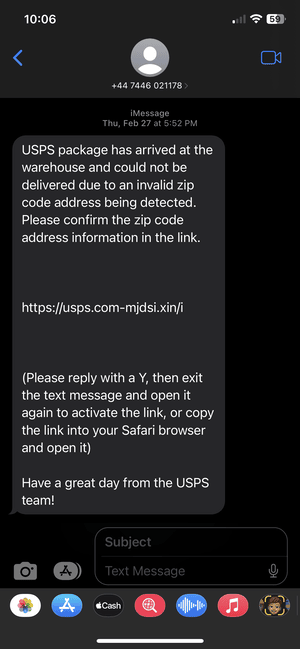 10:06
59
+44 7446 021178 >
iMessage
Thu, Feb 27 at 5:52 PM
USPS package has arrived at the
warehouse and could not be
delivered due to an invalid zip
code address being detected.
Please confirm the zip code
address information in the link.
https://usps.com-mjdsi.xin/i
(Please reply with a Y, then exit
the text message and open it
again to activate the link, or copy
the link into your Safari browser
and open it)
Have a great day from the USPS
team!
Subject
Text Message
Cash